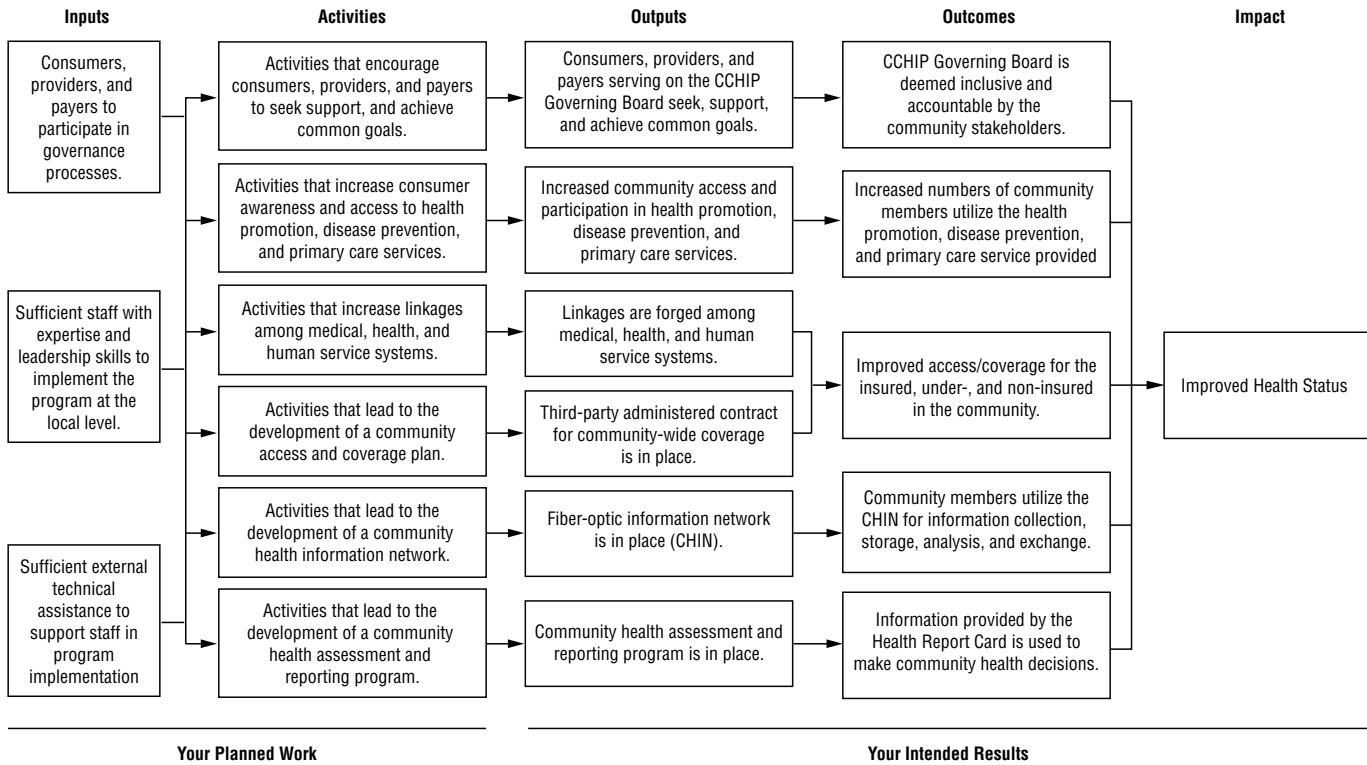 Inputs
Activities
Outputs
Outcomes
Impact
Consumers,
providers, and
payers to
participate in
governance
processes.
Sufficient staff with
expertise and
leadership skills to
implement the
program at the
local level.
Sufficient external
technical
assistance to
support staff in
program
implementation
Activities that encourage
consumers, providers, and payers
to seek support, and achieve
common goals.
Activities that increase consumer
awareness and access to health
promotion, disease prevention,
and primary care services.
Activities that increase linkages
among medical, health, and
human service systems.
Activities that lead to the
development of a community
access and coverage plan.
Activities that lead to the
development of a community
health information network.
Activities that lead to the
development of a community
health assessment and
reporting program.
Consumers, providers, and
payers serving on the CCHIP
Governing Board seek, support,
and achieve common goals.
Increased community access and
participation in health promotion,
disease prevention, and
primary care services.
Linkages are forged among
medical, health, and human
service systems.
Third-party administered contract
for community-wide coverage
is in place.
Fiber-optic information network
is in place (CHIN).
Community health assessment and
reporting program is in place.
CCHIP Governing Board is
deemed inclusive and
accountable by the
community stakeholders.
Increased numbers of community
members utilize the health
promotion, disease prevention,
and primary care service provided
Improved access/coverage for the
insured, under-, and non-insured
in the community.
Community members utilize the
CHIN for information collection,
storage, analysis, and exchange.
Information provided by the
Health Report Card is used to
make community health decisions.
Improved Health Status
Your Planned Work
Your Intended Results